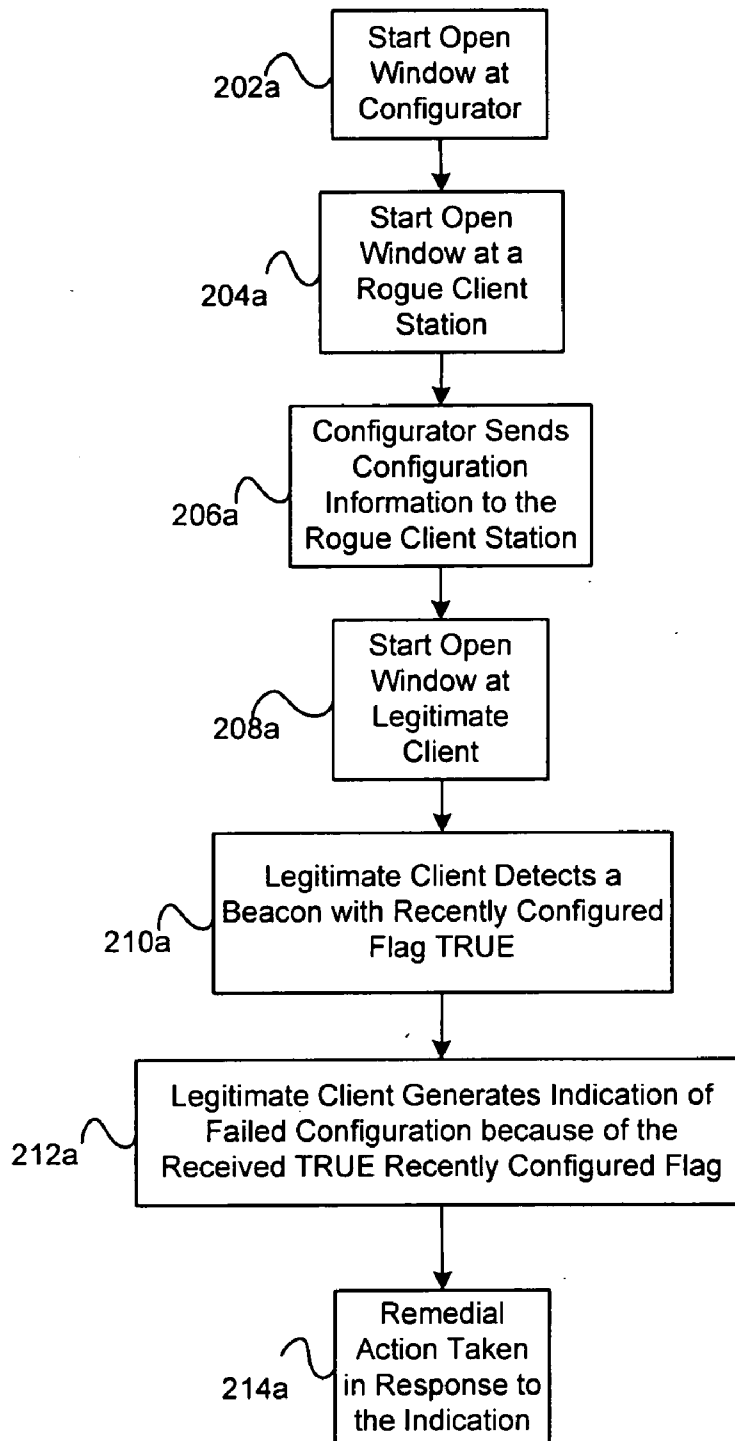 Start Open
Window at
Configurator
202a
Start Open
Window at a
Rogue Client
Station
204a
Configurator Sends
Configuration
Information to the
Rogue Client Station
206a
Start Open
Window at
Legitimate
Client
208a
Legitimate Client Detects a
Beacon with Recently Configured
Flag TRUE
210a
Legitimate Client Generates Indication of
Failed Configuration because of the
Received TRUE Recently Configured Flag
212a
Remedial
Action Taken
in Response to
the Indication
214a